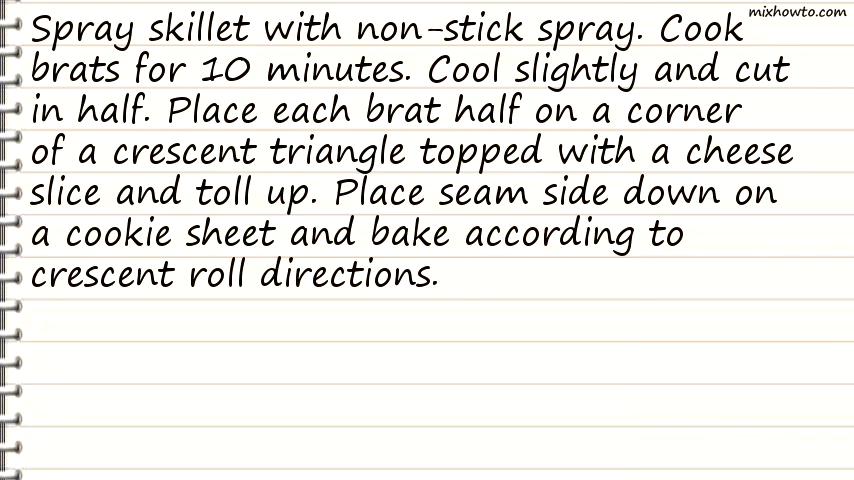 mixhowto.com
Spray skillet with non-stick spray. Cook
brats for 10 minutes. Cool slightly and cut
in half. Place each brat half on a corner
of a crescent triangle topped with a cheese
slice and toll up. Place seam side down on
a cookie sheet and bake according to
crescent roll directions.